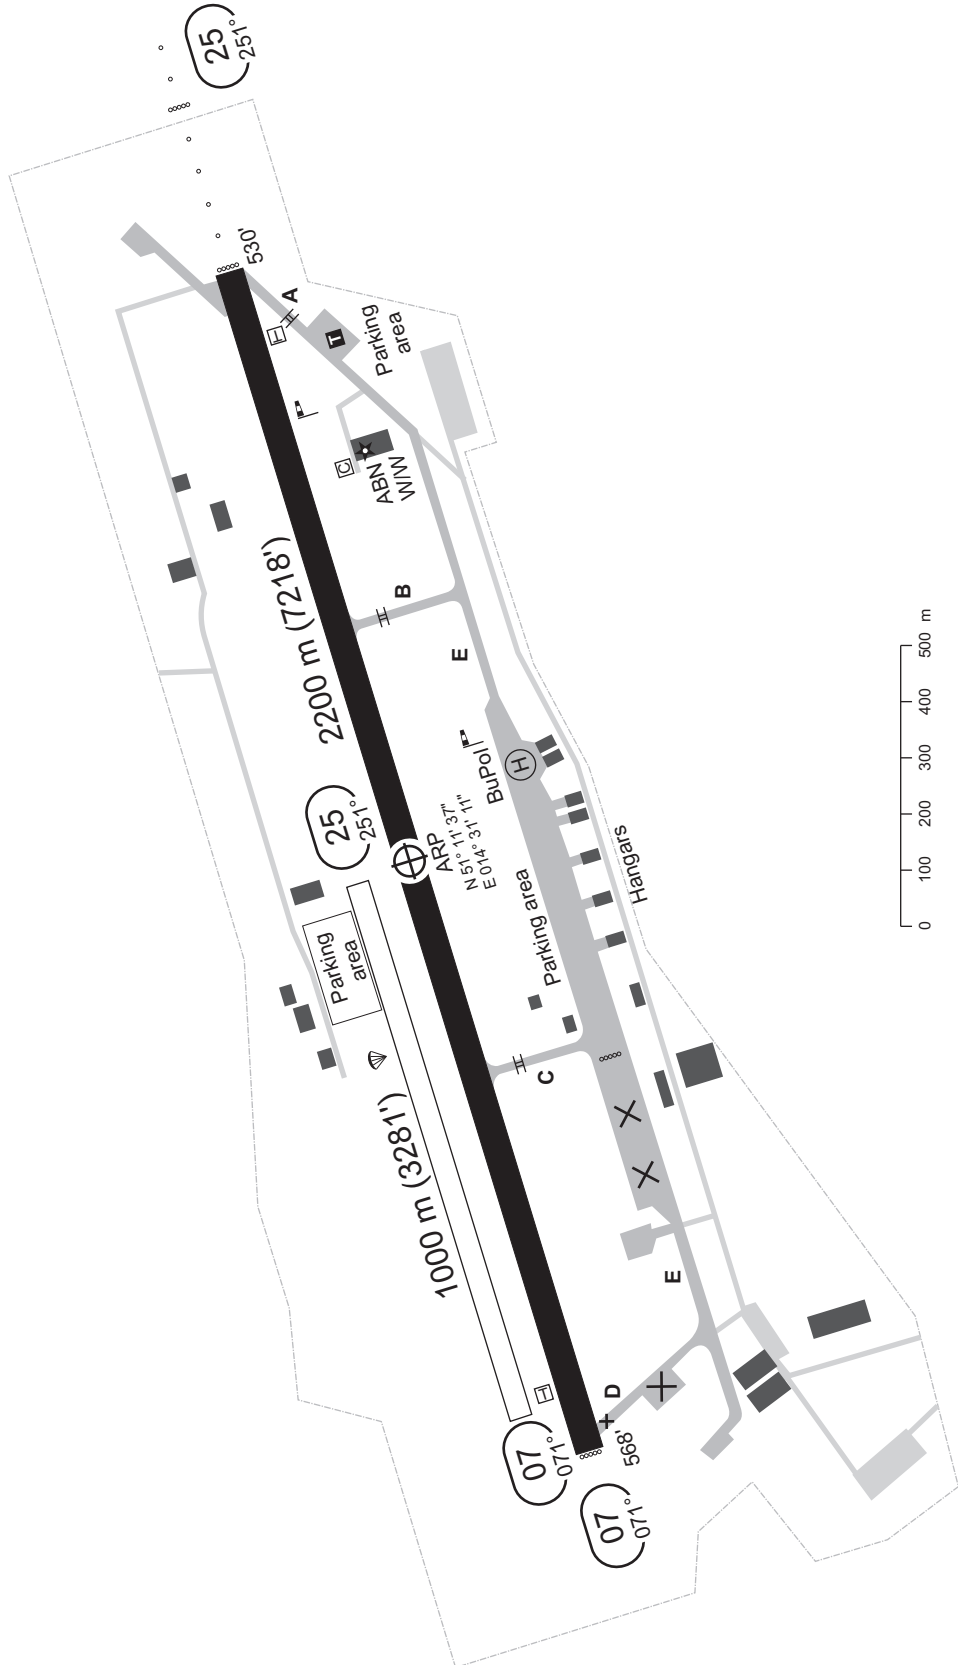 25
251°
530'
A
T
T
Parking
area
C
ABN
W/W
2200 m (7218')
B
E
BuPol
H
25
251°
ARP
N 51° 11' 37"
E 014° 31' 11"
Parking area
Hangars
Parking
area
C
1000 m (3281')
E
T
D
568'
07
071°
07
071°
0
100
200
300
400
500 m